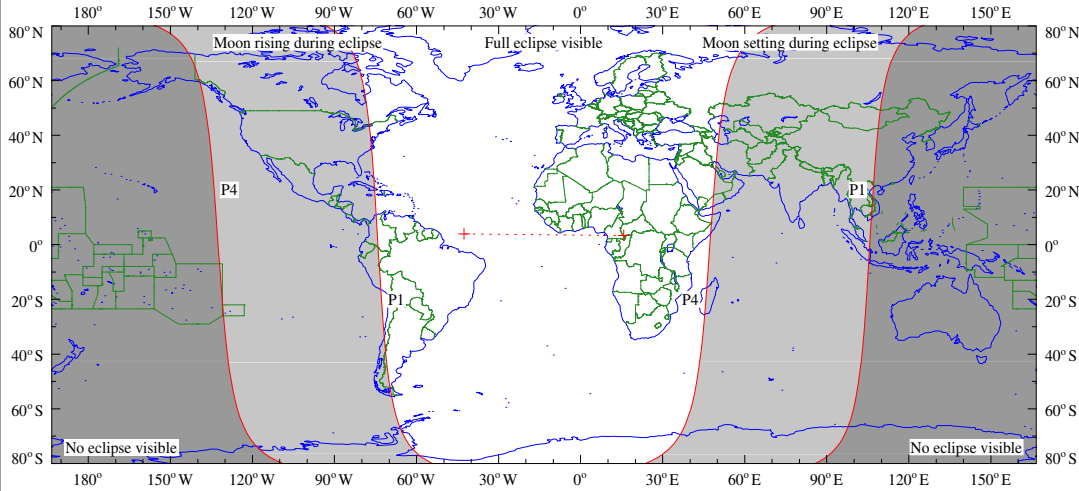 180° 150° W 120° W 90° W 60° W 30° W 0° 30° E 60° E 90° E 120° E 150° E
80° N 80° N
Moon rising during eclipse Full eclipse visible Moon setting during eclipse
60° N 60° N
40° N 40° N
20° N P4 P1 20° N
0° 0°
20° S P1 P4 20° S
40° S 40° S
60° S 60° S
No eclipse visible No eclipse visible
80° S 80° S
180° 150° W 120° W 90° W 60° W 30° W 0° 30° E 60° E 90° E 120° E 150° E